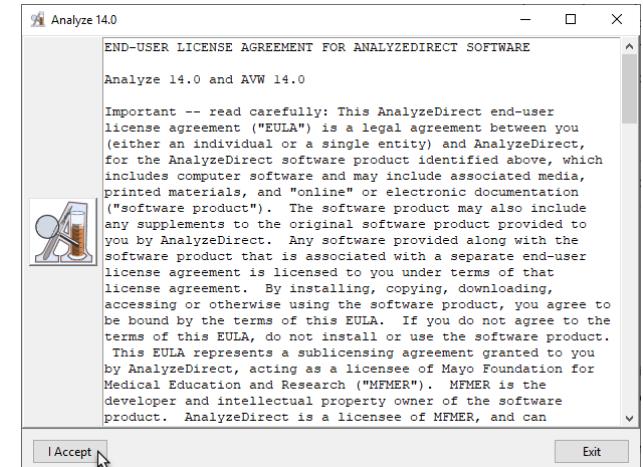 Analyze 14.0
END-USER LICENSE AGREEMENT FOR ANALYZEDIRECT SOFTWARE
Analyze 14.0 and AVW 14.0
Important -- read carefully: This AnalyzeDirect end-user
license agreement ("EULA") is a legal agreement between you
(either an individual or a single entity) and AnalyzeDirect,
for the AnalyzeDirect software product identified above, which
includes computer software and may include associated media,
printed materials, and "online" or electronic documentation
("software product").  The software product may also include
any supplements to the original software product provided to
you by AnalyzeDirect.  Any software provided along with the
software product that is associated with a separate end-user
license agreement is licensed to you under terms of that
license agreement.  By installing, copying, downloading,
accessing or otherwise using the software product, you agree to
be bound by the terms of this EULA.  If you do not agree to the
terms of this EULA, do not install or use the software product.
This EULA represents a sublicensing agreement granted to you
by AnalyzeDirect, acting as a licensee of Mayo Foundation for
Medical Education and Research ("MFMER").  MFMER is the
developer and intellectual property owner of the software
product.  AnalyzeDirect is a licensee of MFMER, and can
I Accept
Exit